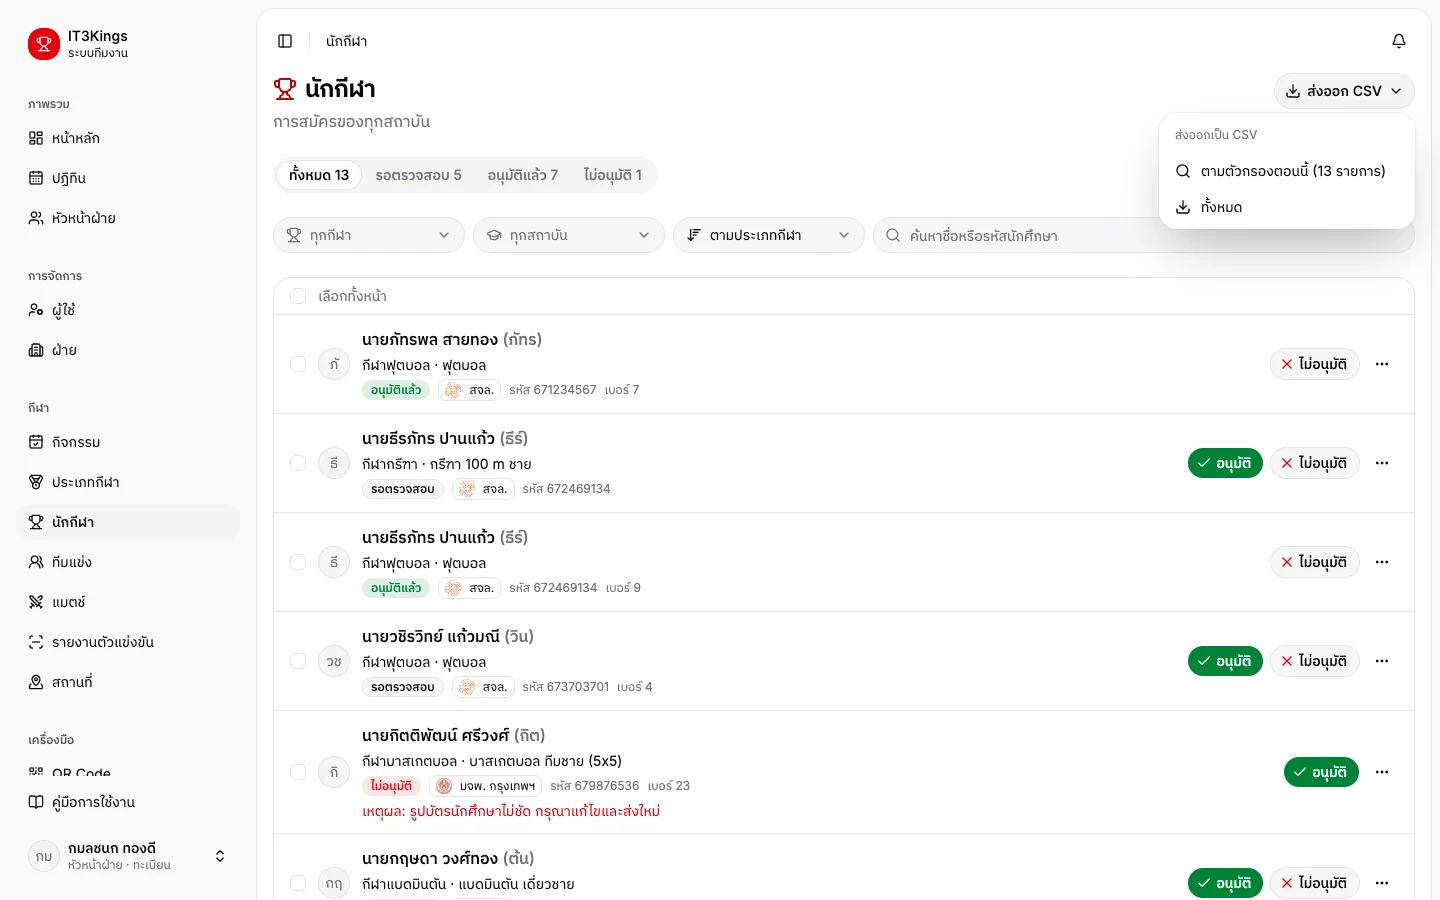 IT3Kings
ระบบทีมงาน
ภาพรวม
หน้าหลัก
ปฏิทิน
หัวหน้าฝ่าย
การจัดการ
ผู้ใช้
ฝ่าย
กีฬา
กิจกรรม
ประเภทกีฬา
นักกีฬา
ทีมแข่ง
แมตช์
รายงานตัวแข่งขัน
สถานที่
เครื่องมือ
QR Code
คู่มือการใช้งาน
กม
กมลชนก ทองดี
หัวหน้าฝ่าย · ทะเบียน
นักกีฬา
นักกีฬา
การสมัครของทุกสถาบัน
ส่งออก CSV
ส่งออกเป็น CSV
ตามตัวกรองตอนนี้ (13 รายการ)
ทั้งหมด
ทั้งหมด 13 รอตรวจสอบ 5 อนุมัติแล้ว 7 ไม่อนุมัติ 1
ทุกกีฬา ทุกสถาบัน ตามประเภทกีฬา ค้นหาชื่อหรือรหัสนักศึกษา
เลือกทั้งหน้า
ภั
นายภัทรพล สายทอง (ภัทร)
กีฬาฟุตบอล · ฟุตบอล
อนุมัติแล้ว สจล. รหัส 671234567 เบอร์ 7
ไม่อนุมัติ
ธี
นายธีรภัทร ปานแก้ว (ธีร์)
กีฬากรีฑา · กรีฑา 100 m ชาย
รอตรวจสอบ สจล. รหัส 672469134
อนุมัติ ไม่อนุมัติ
ธี
นายธีรภัทร ปานแก้ว (ธีร์)
กีฬาฟุตบอล · ฟุตบอล
อนุมัติแล้ว สจล. รหัส 672469134 เบอร์ 9
ไม่อนุมัติ
วช
นายวชิรวิทย์ แก้วมณี (วิน)
กีฬาฟุตบอล · ฟุตบอล
รอตรวจสอบ สจล. รหัส 673703701 เบอร์ 4
อนุมัติ ไม่อนุมัติ
กิ
นายกิตติพัฒน์ ศรีวงศ์ (กิต)
กีฬาบาสเกตบอล · บาสเกตบอล ทีมชาย (5x5)
ไม่อนุมัติ มจพ. กรุงเทพฯ รหัส 679876536 เบอร์ 23
เหตุผล: รูปบัตรนักศึกษาไม่ชัด กรุณาแก้ไขและส่งใหม่
อนุมัติ
กฤ
นายกฤษดา วงศ์ทอง (ต้น)
กีฬาแบดมินตัน · แบดมินตัน เดี่ยวชาย
อนุมัติ ไม่อนุมัติ